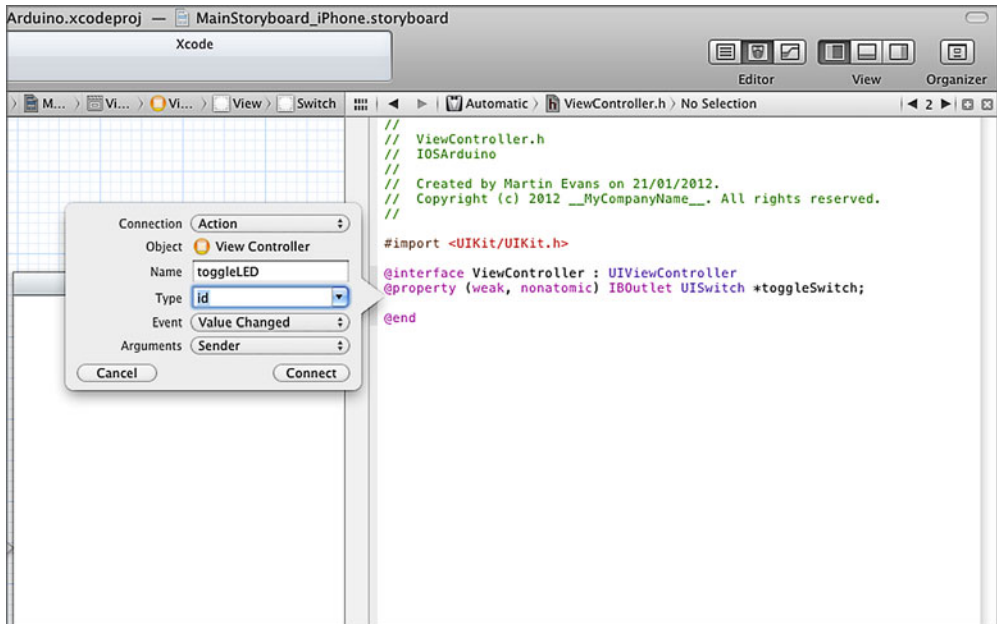 Arduino.xcodeproj — MainStoryboard_iPhone.storyboard
Xcode
Editor View Organizer
M... Vi... Vi... View Switch Automatic ViewController.h No Selection 2
//
// ViewController.h
// IOSArduino
//
// Created by Martin Evans on 21/01/2012.
// Copyright (c) 2012 __MyCompanyName__. All rights reserved.
//
#import <UIKit/UIKit.h>
@interface ViewController : UIViewController
@property (weak, nonatomic) IBOutlet UISwitch *toggleSwitch;
@end
Connection Action
Object View Controller
Name toggleLED
Type id
Event Value Changed
Arguments Sender
Cancel Connect